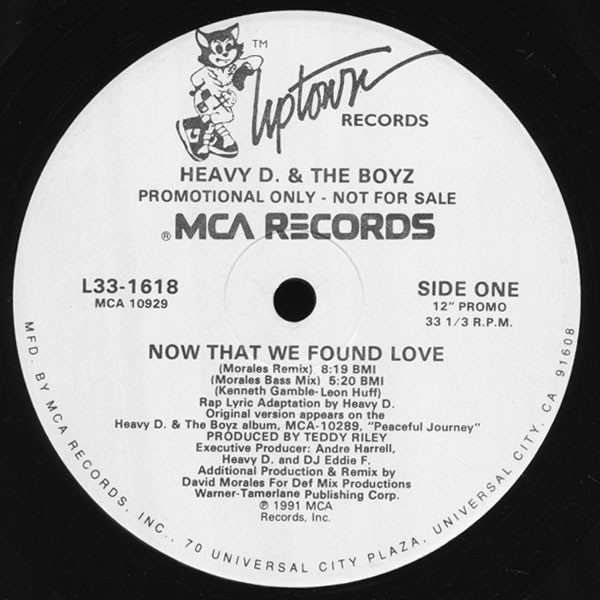 TM
Uptown
RECORDS
HEAVY D. & THE BOYZ
PROMOTIONAL ONLY - NOT FOR SALE
® MCA RECORDS
L33-1618
MCA 10929
SIDE ONE
12" PROMO
33 1/3 R.P.M.
NOW THAT WE FOUND LOVE
(Morales Remix) 8:19 BMI
(Morales Bass Mix) 5:20 BMI
(Kenneth Gamble-Leon Huff)
Rap Lyric Adaptation by Heavy D.
Original version appears on the
Heavy D. & The Boyz album, MCA-10289, "Peaceful Journey"
PRODUCED BY TEDDY RILEY
Executive Producer: Andre Harrell,
Heavy D. and DJ Eddie F.
Additional Production & Remix by
David Morales For Def Mix Productions
Warner-Tamerlane Publishing Corp.
℗ 1991 MCA
Records, Inc.
MFD. BY MCA RECORDS, INC., 70 UNIVERSAL CITY PLAZA, UNIVERSAL CITY, CA 91608